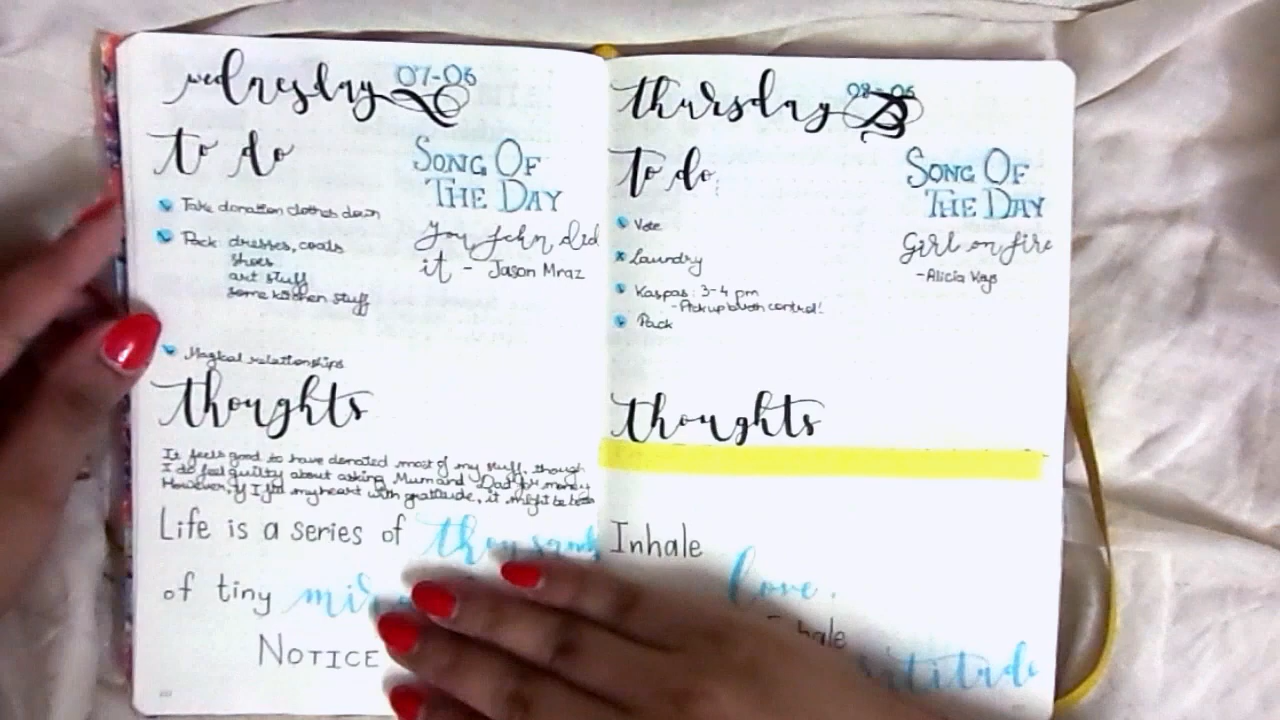 wednesday 07-06
to do
SONG OF
THE DAY
Take donation clothes down
Pack: dresses, coats
shoes
art stuff
some kitchen stuff
You fckn did
it - Jason Mraz
Magical relationships
thoughts
It feels good to have donated most of my stuff, though
I do feel guilty about asking Mum and Dad for money.
However, if I fill my heart with gratitude, it might be better
Life is a series of thousands
of tiny
NOTICE
thursday 08-06
to do
SONG OF
THE DAY
Vote
Laundry
Kaspas: 3-4 pm
- Pick up birth control!
Pack
Girl on fire
-Alicia Keys
thoughts
Inhale
love.
hale